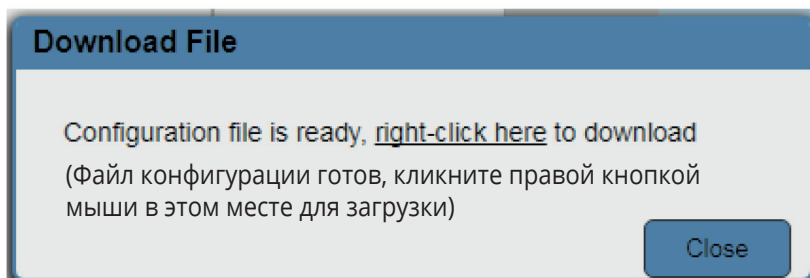 Download File
Configuration file is ready, right-click here to download
(Файл конфигурации готов, кликните правой кнопкой
мыши в этом месте для загрузки)
Close